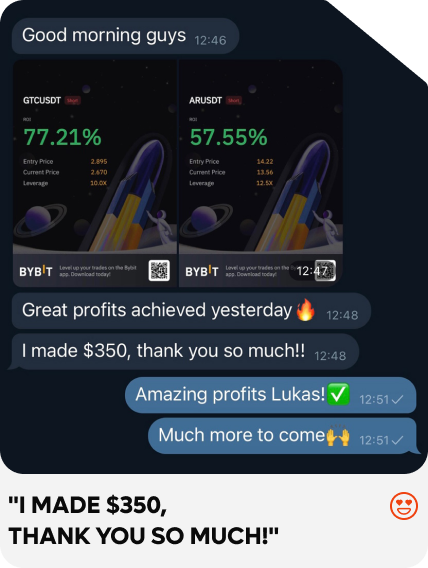 Good morning guys 12:46
GTCUSDT Short
ROI
77.21%
Entry Price 2.895
Current Price 2.670
Leverage 10.0X
BYBIT Level up your trades on the Bybit
app. Download today!
ARUSDT Short
ROI
57.55%
Entry Price 14.22
Current Price 13.56
Leverage 12.5X
BYBIT Level up your trades on the Bybit
app. Download today!
12:47
Great profits achieved yesterday🔥 12:48
I made $350, thank you so much!! 12:48
Amazing profits Lukas!✅ 12:51
Much more to come🙌 12:51
"I MADE $350,
THANK YOU SO MUCH!"